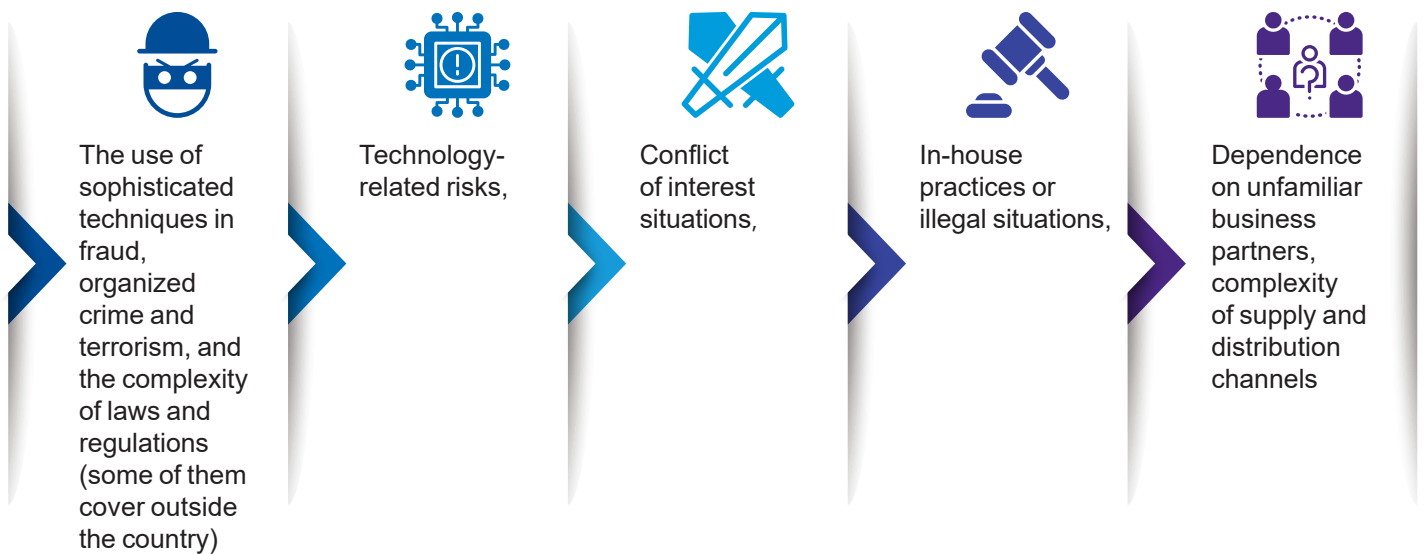 The use of
sophisticated
techniques in
fraud,
organized
crime and
terrorism, and
the complexity
of laws and
regulations
(some of them
cover outside
the country)
Technology-
related risks,
Conflict
of interest
situations,
In-house
practices or
illegal situations,
Dependence
on unfamiliar
business
partners,
complexity
of supply and
distribution
channels